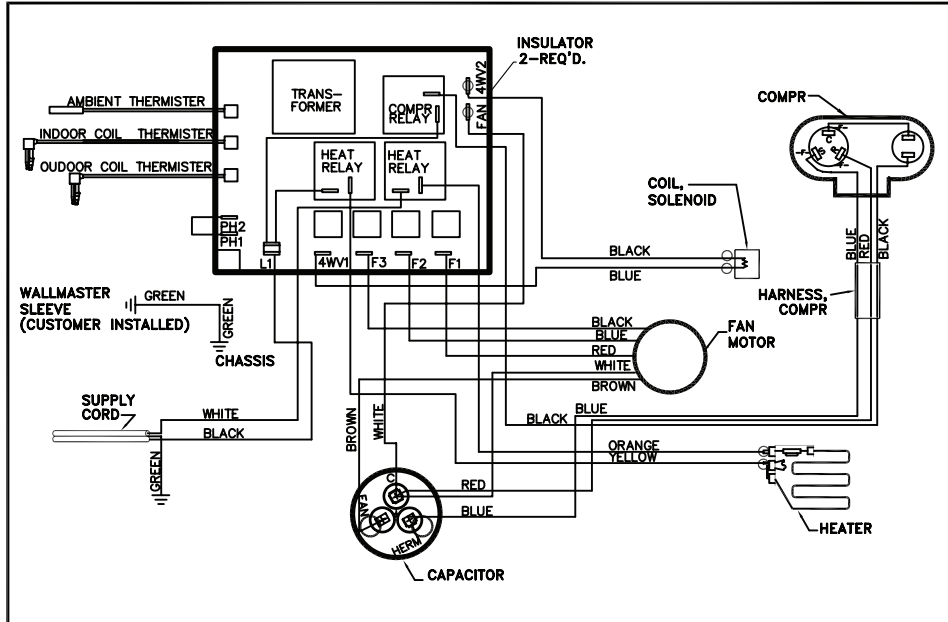 INSULATOR
2-REQ'D.
4WV2
FAN
TRANS-
FORMER
COMPR
RELAY
COMPR
AMBIENT THERMISTER
INDOOR COIL THERMISTER
OUDOOR COIL THERMISTER
HEAT
RELAY
HEAT
RELAY
C
S
R
COIL,
SOLENOID
PH2
PH1
L1
4WV1
F3
F2
F1
BLACK
BLUE
BLUE
RED
BLACK
WALLMASTER
SLEEVE
(CUSTOMER INSTALLED)
GREEN
GREEN
CHASSIS
HARNESS,
COMPR
BLACK
BLUE
RED
WHITE
BROWN
FAN
MOTOR
SUPPLY
CORD
WHITE
BLACK
GREEN
BROWN
WHITE
BLUE
BLACK
ORANGE
YELLOW
RED
BLUE
C
FAN
HERM
HEATER
CAPACITOR